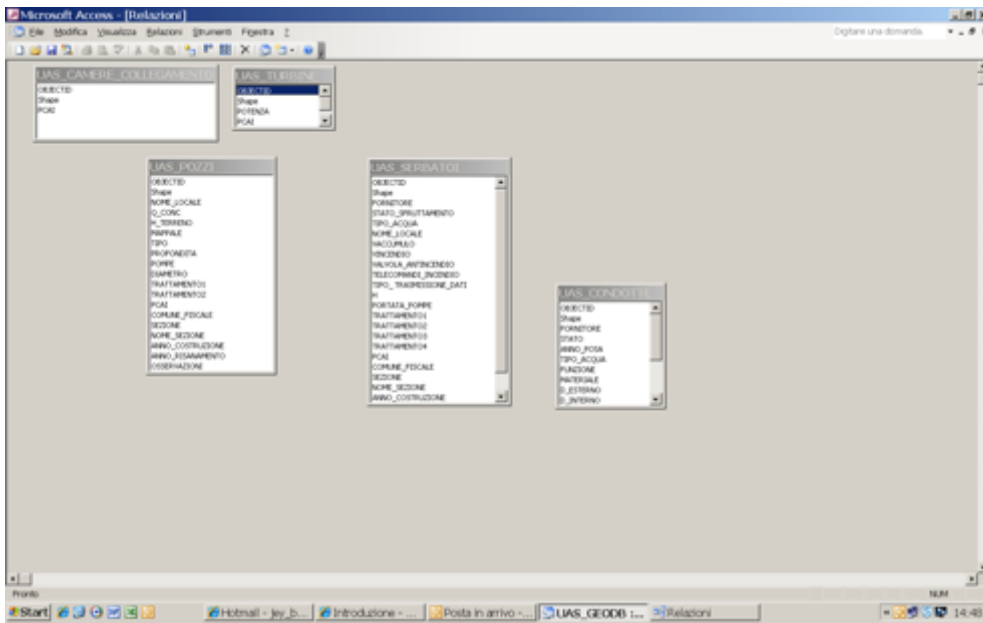 Microsoft Access - [Relazioni]
File Modifica Visualizza Relazioni Strumenti Finestra ?
Digitare una domanda.
UAS_CAMERE_COLLEGAMENTO
OBJECTID
Shape
PCAI
UAS_TURBINE
OBJECTID
Shape
POTENZA
PCAI
UAS_POZZI
OBJECTID
Shape
NOME_LOCALE
Q_CONC
H_TERRENO
MAPPALE
TIPO
PROFONDITA
POMPE
DIAMETRO
TRATTAMENTO1
TRATTAMENTO2
PCAI
COMUNE_FISCALE
SEZIONE
NOME_SEZIONE
ANNO_COSTRUZIONE
ANNO_RISANAMENTO
OSSERVAZIONE
UAS_SERBATOI
OBJECTID
Shape
FORNITORE
STATO_SFRUTTAMENTO
TIPO_ACQUA
NOME_LOCALE
VACCUMULO
VINCENDIO
VALVOLA_ANTINCENDIO
TELECOMANDI_INCENDIO
TIPO_TRASMISSIONE_DATI
H
PORTATA_POMPE
TRATTAMENTO1
TRATTAMENTO2
TRATTAMENTO3
TRATTAMENTO4
PCAI
COMUNE_FISCALE
SEZIONE
NOME_SEZIONE
ANNO_COSTRUZIONE
UAS_CONDOTTE
OBJECTID
Shape
FORNITORE
STATO
ANNO_POSA
TIPO_ACQUA
FUNZIONE
MATERIALE
D_ESTERNO
D_INTERNO
Pronto
NUM
Start
Hotmail - jey_b...
Introduzione - ...
Posta in arrivo -...
UAS_GEODB :...
Relazioni
14:48